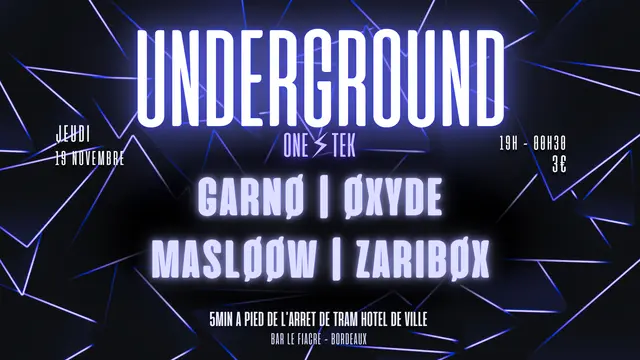 UNDERGROUND
ONE⚡TEK
JEUDI
19 NOVEMBRE
19H - 00H30
3€
GARNØ | ØXYDE
MASLØØW | ZARIBØX
5MIN A PIED DE L'ARRET DE TRAM HOTEL DE VILLE
BAR LE FIACRE - BORDEAUX